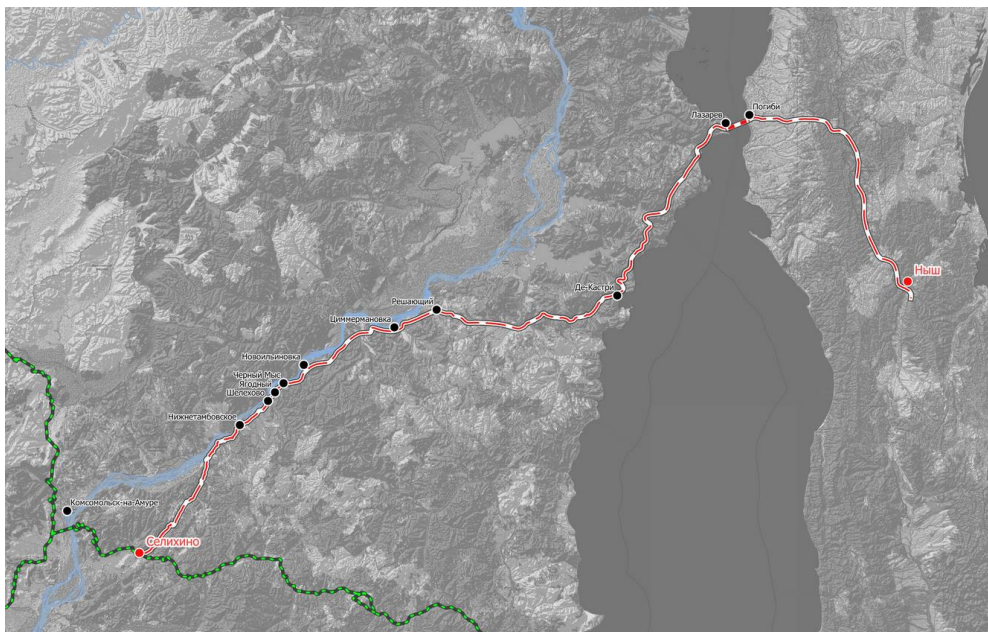 Погиби
Лазарев
Ныш
Де-Кастри
Решающий
Циммермановка
Новоильиновка
Черный Мыс
Ягодный
Шелехово
Нижнетамбовское
Комсомольск-на-Амуре
Селихино